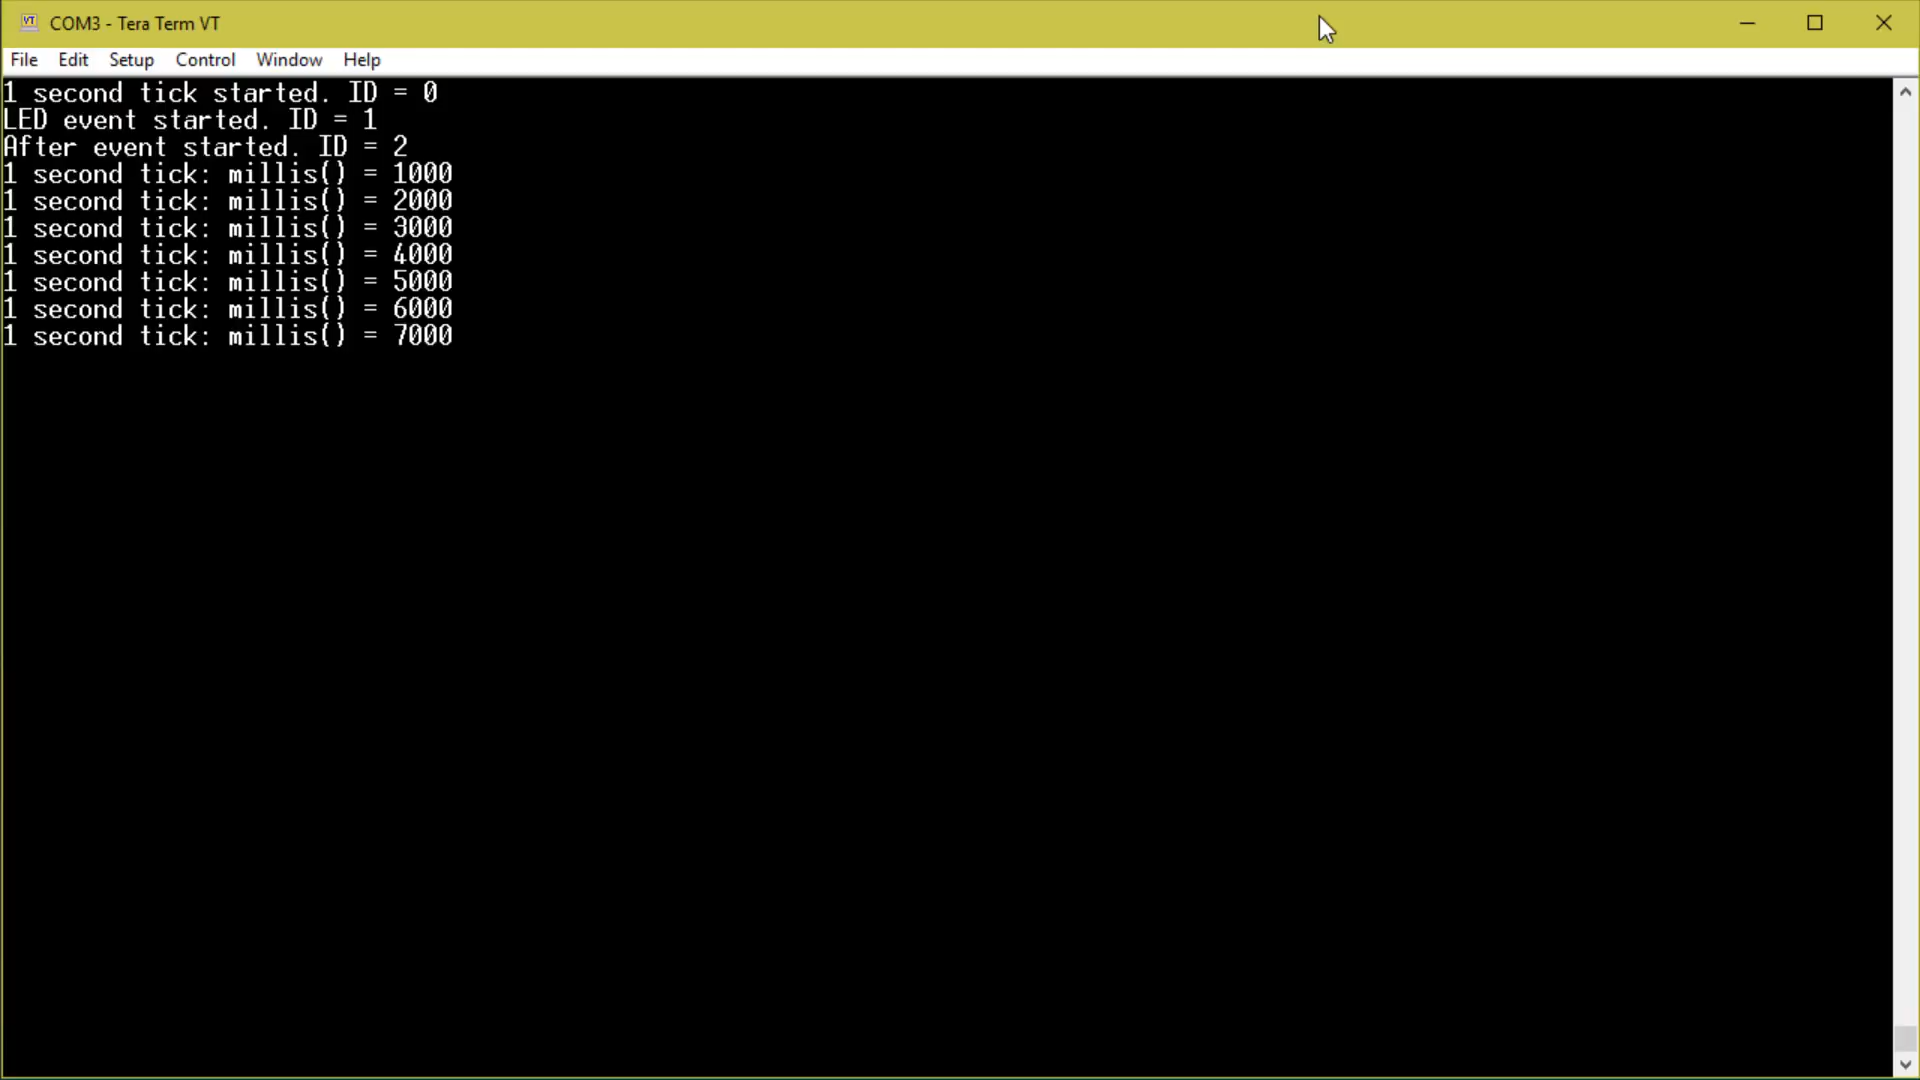 COM3 - Tera Term VT
File Edit Setup Control Window Help
1 second tick started. ID = 0
LED event started. ID = 1
After event started. ID = 2
1 second tick: millis() = 1000
1 second tick: millis() = 2000
1 second tick: millis() = 3000
1 second tick: millis() = 4000
1 second tick: millis() = 5000
1 second tick: millis() = 6000
1 second tick: millis() = 7000